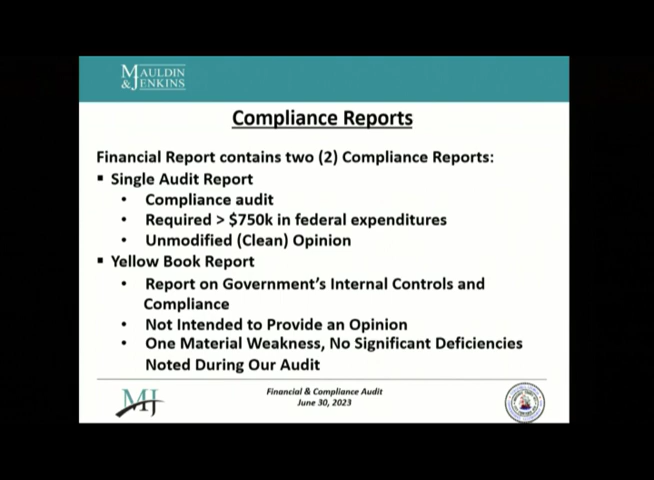 MAULDIN
& JENKINS
Compliance Reports
Financial Report contains two (2) Compliance Reports:
▪ Single Audit Report
• Compliance audit
• Required > $750k in federal expenditures
• Unmodified (Clean) Opinion
▪ Yellow Book Report
• Report on Government's Internal Controls and
Compliance
• Not Intended to Provide an Opinion
• One Material Weakness, No Significant Deficiencies
Noted During Our Audit
MJ
Financial & Compliance Audit
June 30, 2023